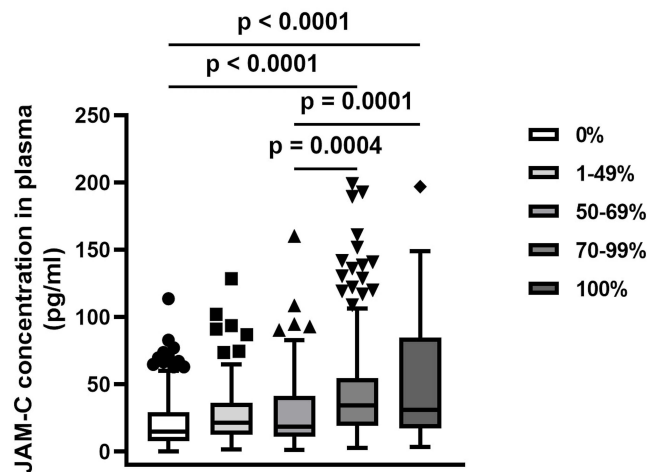 p < 0.0001
p < 0.0001
p = 0.0001
p = 0.0004
JAM-C concentration in plasma
(pg/ml)
250
200
150
100
50
0
0%
1-49%
50-69%
70-99%
100%